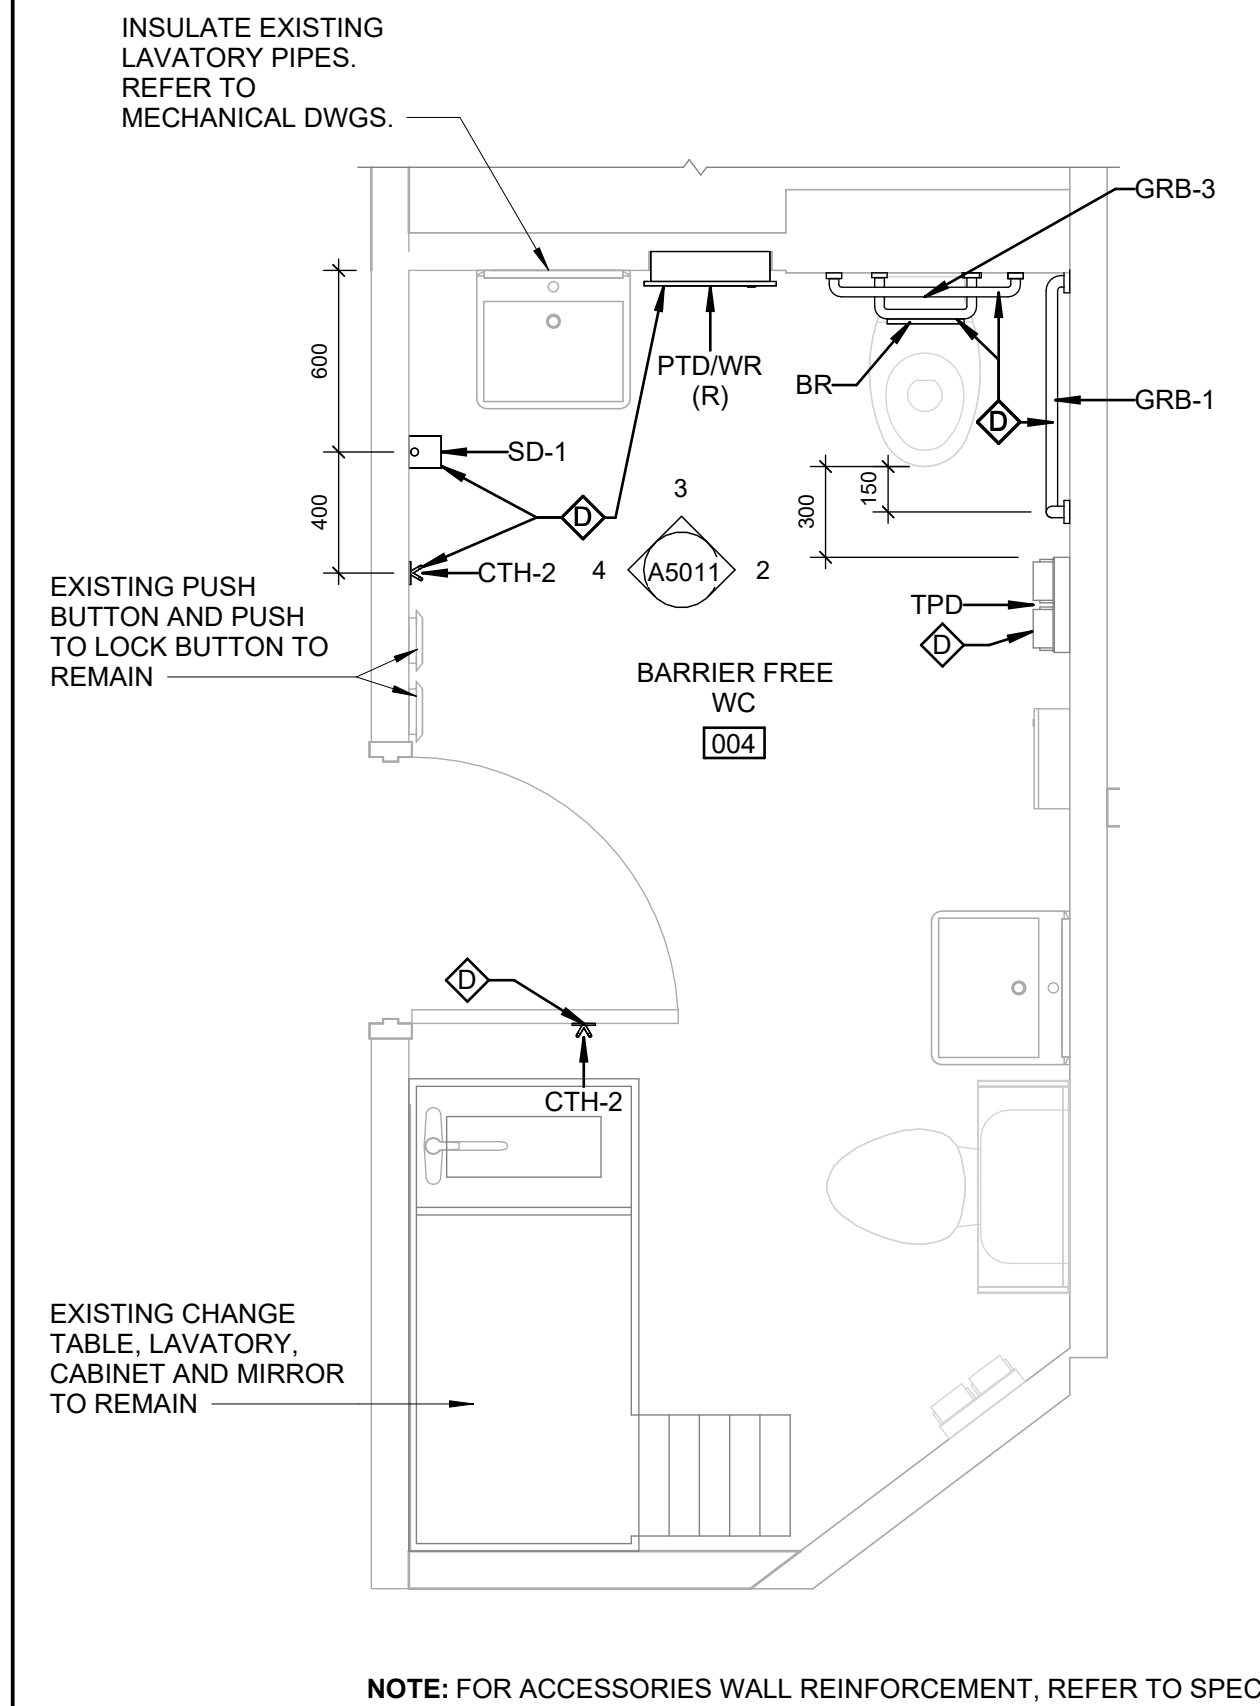 INSULATE EXISTING
LAVATORY PIPES.
REFER TO
MECHANICAL DWGS.
GRB-3
600
PTD/WR
(R)
BR
GRB-1
D
SD-1
400
D
3
300
150
EXISTING PUSH
BUTTON AND PUSH
TO LOCK BUTTON TO
REMAIN
CTH-2
4
A5011
2
TPD
D
BARRIER FREE
WC
004
D
CTH-2
EXISTING CHANGE
TABLE, LAVATORY,
CABINET AND MIRROR
TO REMAIN
NOTE: FOR ACCESSORIES WALL REINFORCEMENT, REFER TO SPEC